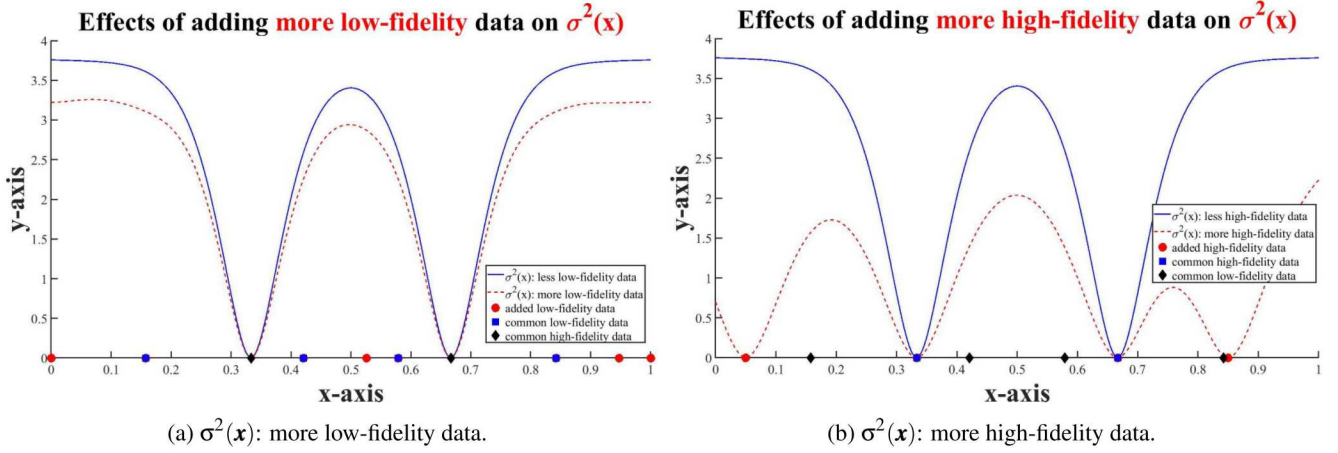 Effects of adding more low-fidelity data on σ²(x)
4
3.5
3
2.5
2
1.5
1
0.5
0
y-axis
σ²(x): less low-fidelity data
σ²(x): more low-fidelity data
added low-fidelity data
common low-fidelity data
common high-fidelity data
0 0.1 0.2 0.3 0.4 0.5 0.6 0.7 0.8 0.9 1
x-axis
(a) σ²(x): more low-fidelity data.
Effects of adding more high-fidelity data on σ²(x)
4
3.5
3
2.5
2
1.5
1
0.5
0
y-axis
σ²(x): less high-fidelity data
σ²(x): more high-fidelity data
added high-fidelity data
common high-fidelity data
common low-fidelity data
0 0.1 0.2 0.3 0.4 0.5 0.6 0.7 0.8 0.9 1
x-axis
(b) σ²(x): more high-fidelity data.